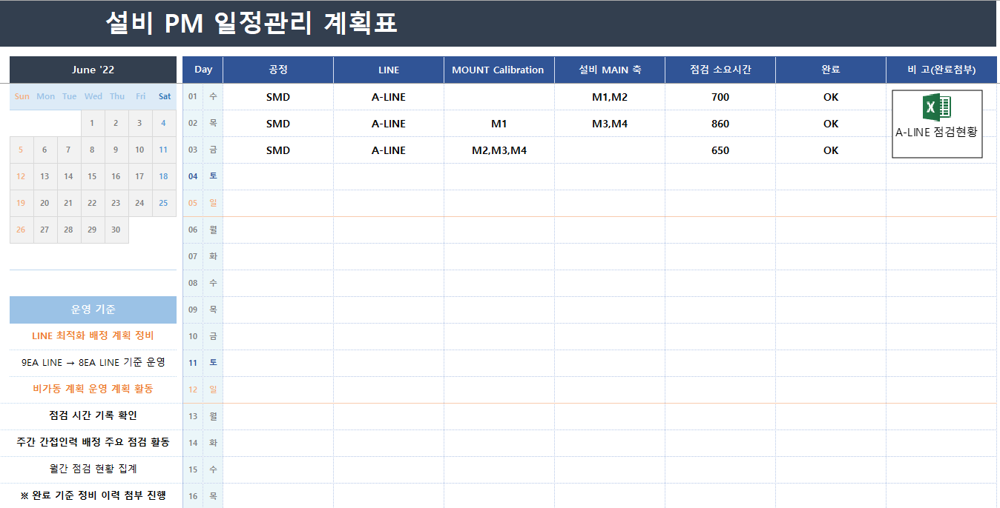 설비 PM 일정관리 계획표
June '22
Sun Mon Tue Wed Thu Fri Sat
1 2 3 4
5 6 7 8 9 10 11
12 13 14 15 16 17 18
19 20 21 22 23 24 25
26 27 28 29 30
운영 기준
LINE 최적화 배정 계획 정비
9EA LINE → 8EA LINE 기준 운영
비가동 계획 운영 계획 활동
점검 시간 기록 확인
주간 간접인력 배정 주요 점검 활동
월간 점검 현황 집계
※ 완료 기준 정비 이력 첨부 진행
Day 공정 LINE MOUNT Calibration 설비 MAIN 축 점검 소요시간 완료 비 고(완료첨부)
01 수 SMD A-LINE M1,M2 700 OK
02 목 SMD A-LINE M1 M3,M4 860 OK
03 금 SMD A-LINE M2,M3,M4 650 OK
X
A-LINE 점검현황
04 토
05 일
06 월
07 화
08 수
09 목
10 금
11 토
12 일
13 월
14 화
15 수
16 목